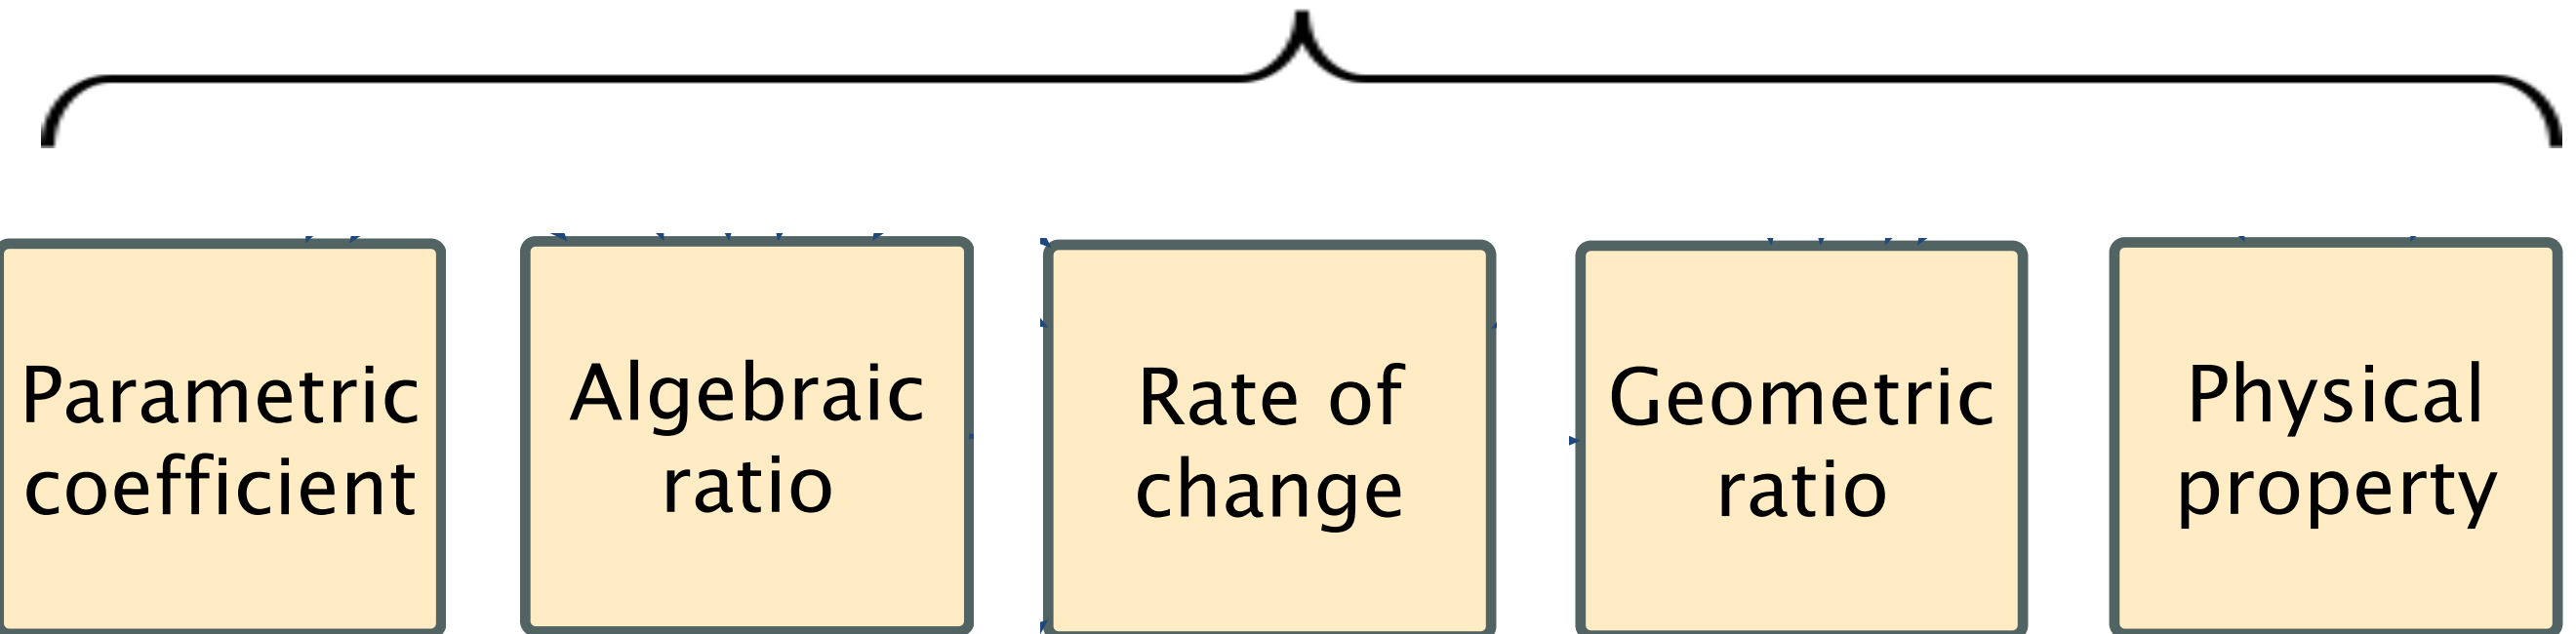 Parametric
coefficient
Algebraic
ratio
Rate of
change
Geometric
ratio
Physical
property